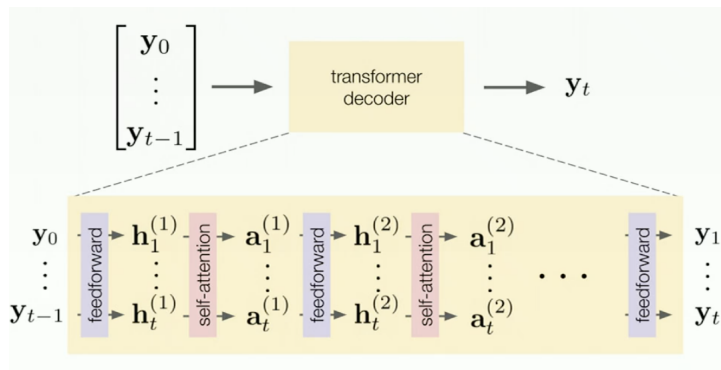 y₀
⋮
yₜ₋₁
transformer
decoder
yₜ
y₀ feedforward h₁⁽¹⁾ self-attention a₁⁽¹⁾ feedforward h₁⁽²⁾ self-attention a₁⁽²⁾ ⋯ feedforward y₁
⋮ ⋮ ⋮ ⋮ ⋮ ⋮
yₜ₋₁ hₜ⁽¹⁾ aₜ⁽¹⁾ hₜ⁽²⁾ aₜ⁽²⁾ yₜ